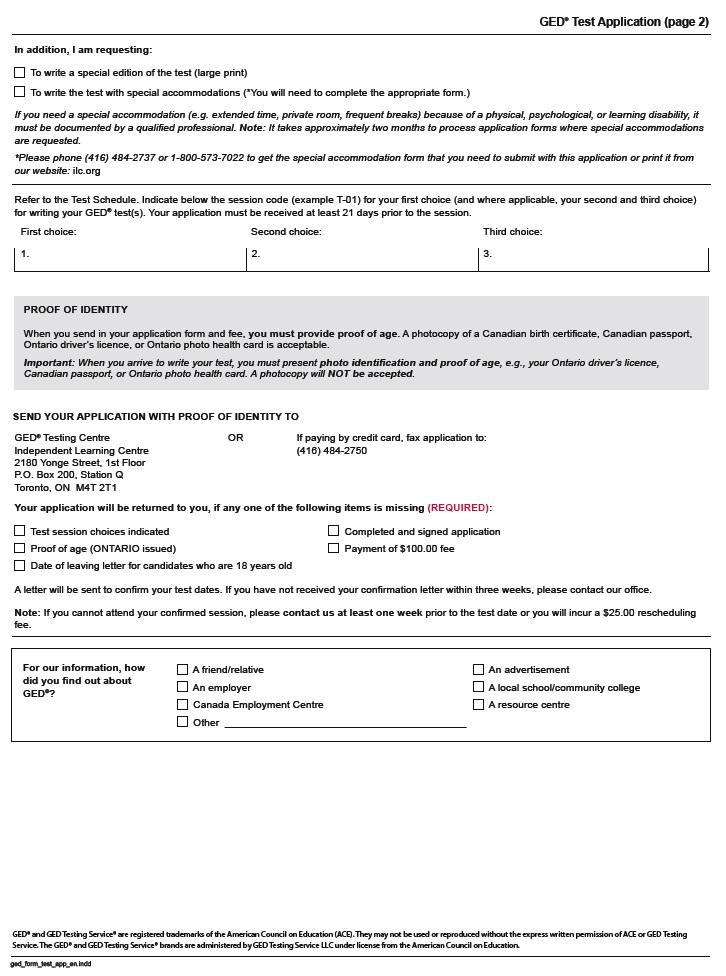 GED® Test Application (page 2)
In addition, I am requesting:
To write a special edition of the test (large print)
To write the test with special accommodations (*You will need to complete the appropriate form.)
If you need a special accommodation (e.g. extended time, private room, frequent breaks) because of a physical, psychological, or learning disability, it
must be documented by a qualified professional. Note: It takes approximately two months to process application forms where special accommodations
are requested.
*Please phone (416) 484-2737 or 1-800-573-7022 to get the special accommodation form that you need to submit with this application or print it from
our website: ilc.org
Refer to the Test Schedule. Indicate below the session code (example T-01) for your first choice (and where applicable, your second and third choice)
for writing your GED® test(s). Your application must be received at least 21 days prior to the session.
First choice: Second choice: Third choice:
1. 2. 3.
PROOF OF IDENTITY
When you send in your application form and fee, you must provide proof of age. A photocopy of a Canadian birth certificate, Canadian passport,
Ontario driver's licence, or Ontario photo health card is acceptable.
Important: When you arrive to write your test, you must present photo identification and proof of age, e.g., your Ontario driver's licence,
Canadian passport, or Ontario photo health card. A photocopy will NOT be accepted.
SEND YOUR APPLICATION WITH PROOF OF IDENTITY TO
GED® Testing Centre OR If paying by credit card, fax application to:
Independent Learning Centre (416) 484-2750
2180 Yonge Street, 1st Floor
P.O. Box 200, Station Q
Toronto, ON M4T 2T1
Your application will be returned to you, if any one of the following items is missing (REQUIRED):
Test session choices indicated Completed and signed application
Proof of age (ONTARIO issued) Payment of $100.00 fee
Date of leaving letter for candidates who are 18 years old
A letter will be sent to confirm your test dates. If you have not received your confirmation letter within three weeks, please contact our office.
Note: If you cannot attend your confirmed session, please contact us at least one week prior to the test date or you will incur a $25.00 rescheduling
fee.
For our information, how A friend/relative An advertisement
did you find out about An employer A local school/community college
GED®? Canada Employment Centre A resource centre
Other
GED® and GED Testing Service® are registered trademarks of the American Council on Education (ACE). They may not be used or reproduced without the express written permission of ACE or GED Testing
Service. The GED® and GED Testing Service® brands are administered by GED Testing Service LLC under license from the American Council on Education.
ged_form_test_app_en.indd